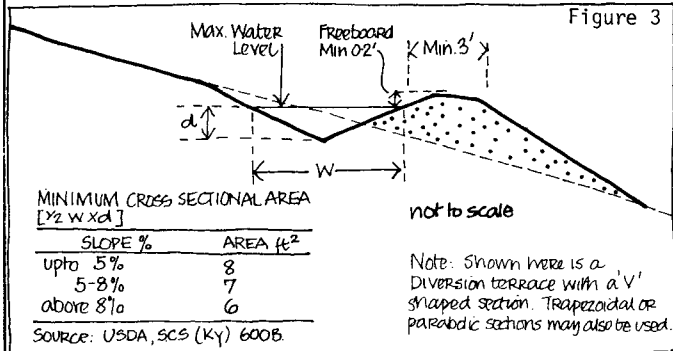 Figure 3
Max. Water
Level
Freeboard
Min 0.2'
Min. 3'
d
W
MINIMUM CROSS SECTIONAL AREA
[½ W x d]
SLOPE % AREA ft²
upto 5% 8
5-8% 7
above 8% 6
SOURCE: USDA, SCS (KY) 600B.
not to scale
Note: Shown here is a
Diversion terrace with a 'V'
shaped section. Trapezoidal or
parabolic sections may also be used.